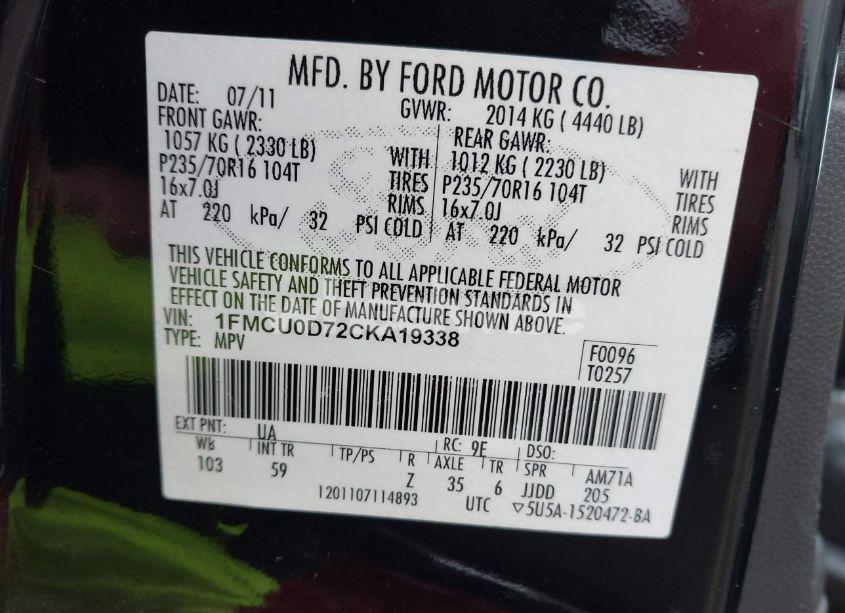 MFD. BY FORD MOTOR CO.
DATE: 07/11 GVWR: 2014 KG ( 4440 LB)
FRONT GAWR: REAR GAWR:
1057 KG ( 2330 LB) WITH 1012 KG ( 2230 LB) WITH
P235/70R16 104T TIRES P235/70R16 104T TIRES
16x7.0J RIMS 16x7.0J RIMS
AT 220 kPa/ 32 PSI COLD AT 220 kPa/ 32 PSI COLD
THIS VEHICLE CONFORMS TO ALL APPLICABLE FEDERAL MOTOR
VEHICLE SAFETY AND THEFT PREVENTION STANDARDS IN
EFFECT ON THE DATE OF MANUFACTURE SHOWN ABOVE.
VIN: 1FMCU0D72CKA19338
TYPE: MPV
F0096
T0257
EXT PNT: UA RC: 9E DSO:
WB INT TR TP/PS R AXLE TR SPR AM71A
103 59 Z 35 6 JJDD 205
1201107114893 UTC ▽5U5A-1520472-BA